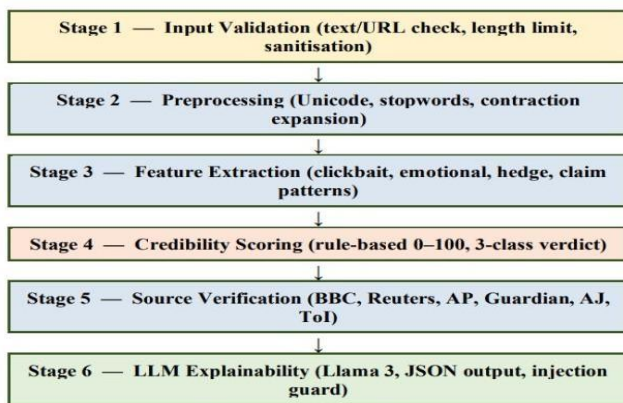 Stage 1 — Input Validation (text/URL check, length limit,
sanitisation)
↓
Stage 2 — Preprocessing (Unicode, stopwords, contraction
expansion)
↓
Stage 3 — Feature Extraction (clickbait, emotional, hedge, claim
patterns)
↓
Stage 4 — Credibility Scoring (rule-based 0–100, 3-class verdict)
↓
Stage 5 — Source Verification (BBC, Reuters, AP, Guardian, AJ,
ToI)
↓
Stage 6 — LLM Explainability (Llama 3, JSON output, injection
guard)